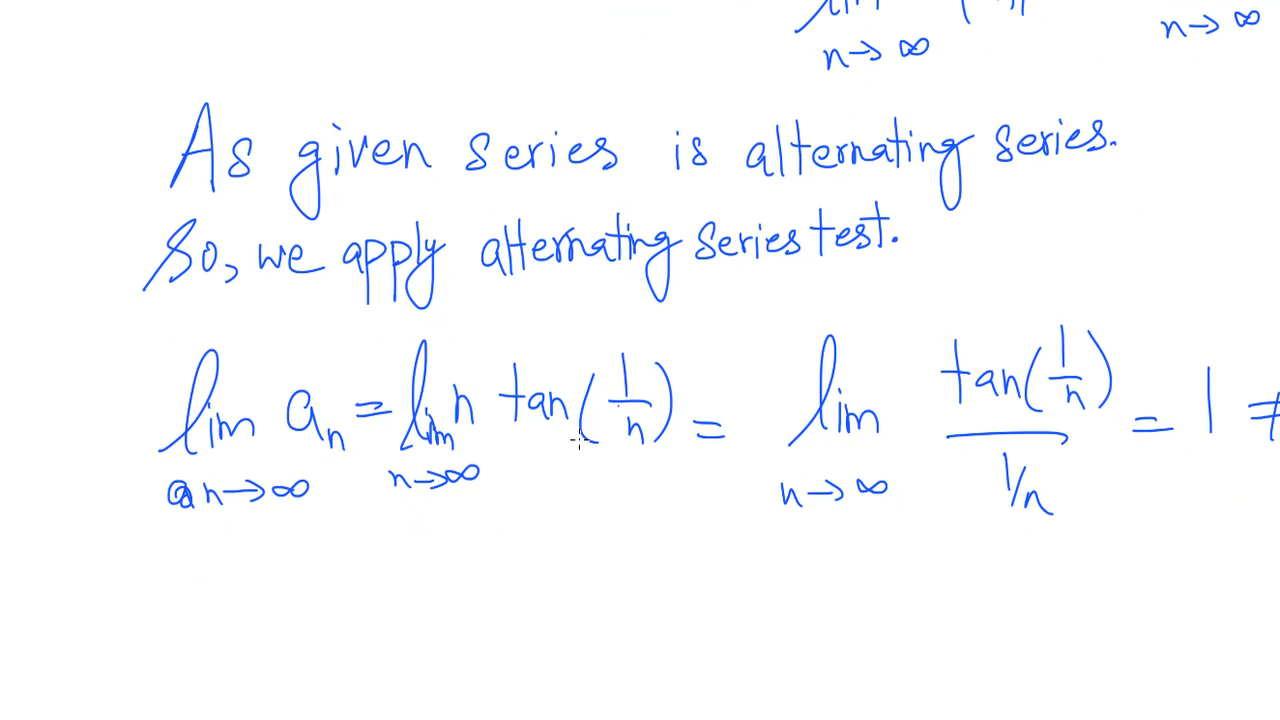 lim
n→∞ n→∞
As given series is alternating series.
So, we apply alternating series test.
lim aₙ = lim n tan(1/n) = lim tan(1/n) / 1/n = 1 ≠
n→∞ n→∞ n→∞